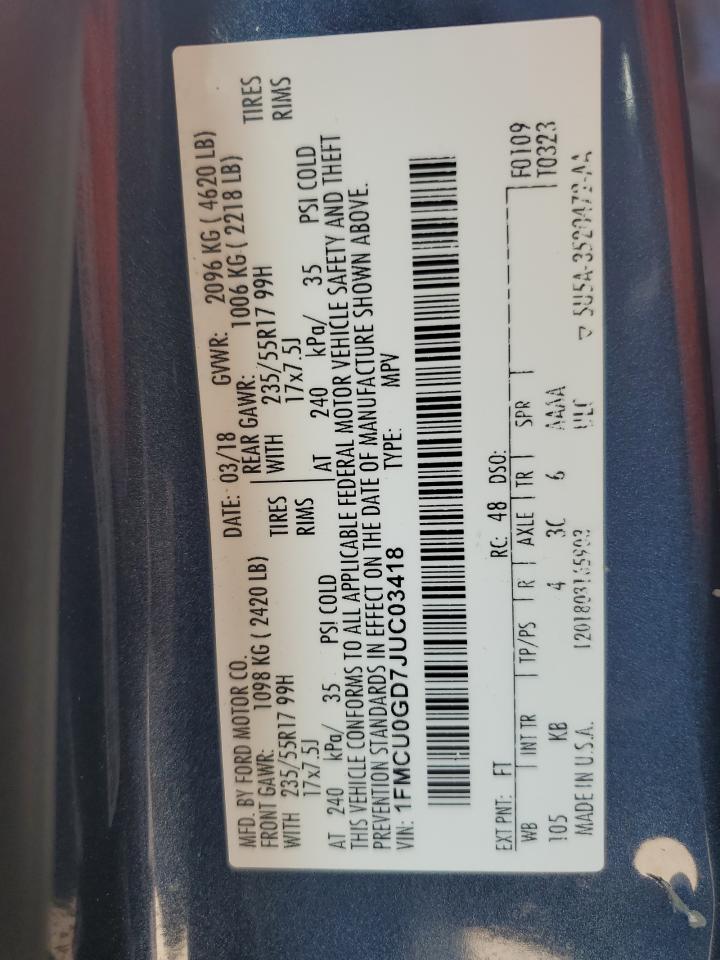 MFD. BY FORD MOTOR CO. DATE: 03/18 GVWR: 2096 KG ( 4620 LB)
FRONT GAWR: 1098 KG ( 2420 LB) REAR GAWR: 1006 KG ( 2218 LB)
WITH 235/55R17 99H TIRES WITH 235/55R17 99H TIRES
17x7.5J RIMS 17x7.5J RIMS
AT 240 kPa/ 35 PSI COLD AT 240 kPa/ 35 PSI COLD
THIS VEHICLE CONFORMS TO ALL APPLICABLE FEDERAL MOTOR VEHICLE SAFETY AND THEFT
PREVENTION STANDARDS IN EFFECT ON THE DATE OF MANUFACTURE SHOWN ABOVE.
VIN: 1FMCU0GD7JUC03418 TYPE: MPV
EXT PNT: FT RC: 48 DSO: F0109
WB INT TR TP/PS R AXLE TR SPR T0323
105 KB 4 3C 6 AAAA
MADE IN U.S.A.